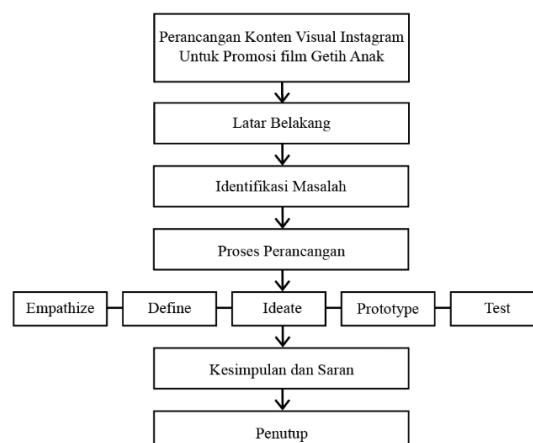 Perancangan Konten Visual Instagram
Untuk Promosi film Getih Anak
Latar Belakang
Identifikasi Masalah
Proses Perancangan
Empathize
Define
Ideate
Prototype
Test
Kesimpulan dan Saran
Penutup